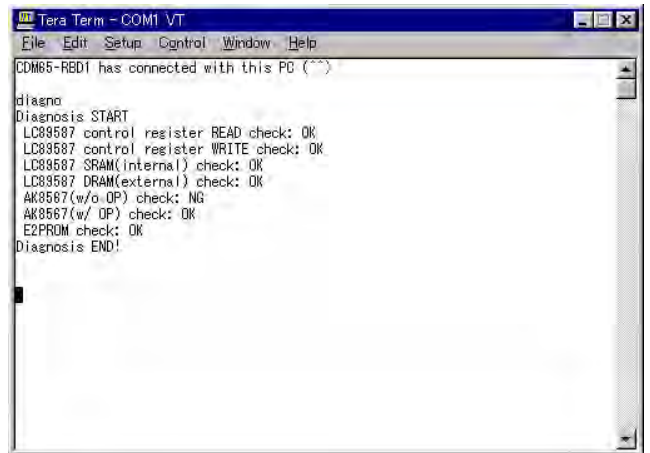 Tera Term - COM1 VT
File Edit Setup Control Window Help
CDM65-RBD1 has connected with this PC (^^)
diagno
Diagnosis START
LC89587 control register READ check: OK
LC89587 control register WRITE check: OK
LC89587 SRAM(internal) check: OK
LC89587 DRAM(external) check: OK
AK8567(w/o OP) check: NG
AK8567(w/ OP) check: OK
E2PROM check: OK
Diagnosis END!